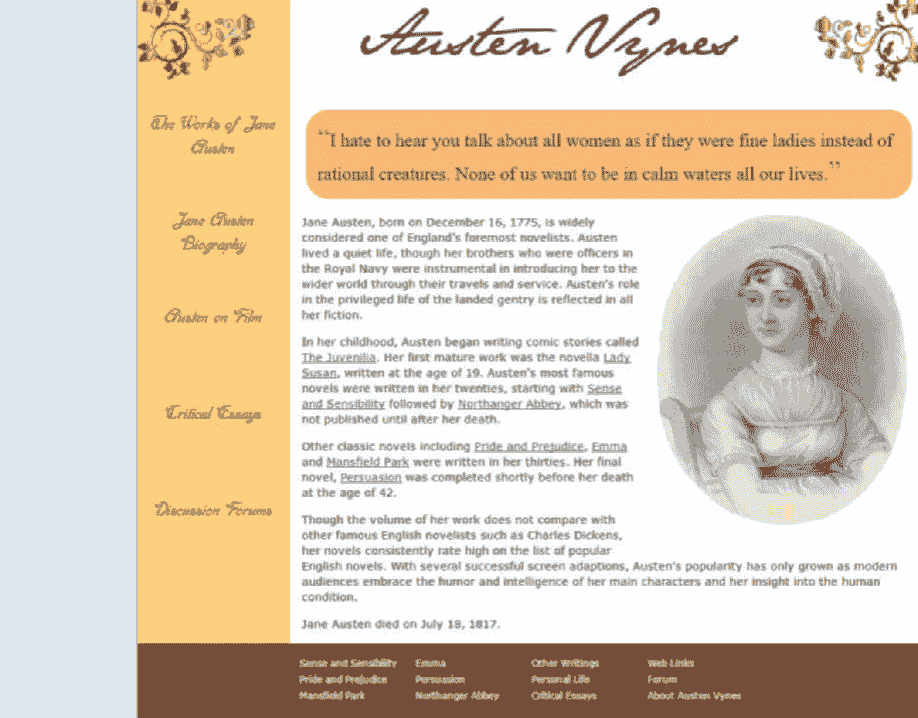 Austen Vynes
The Works of Jane
Austen
Jane Austen
Biography
Austen on Film
Critical Essays
Discussion Forums
“I hate to hear you talk about all women as if they were fine ladies instead of
rational creatures. None of us want to be in calm waters all our lives.”
Jane Austen, born on December 16, 1775, is widely
considered one of England's foremost novelists. Austen
lived a quiet life, though her brothers who were officers in
the Royal Navy were instrumental in introducing her to the
wider world through their travels and service. Austen's role
in the privileged life of the landed gentry is reflected in all
her fiction.
In her childhood, Austen began writing comic stories called
The Juvenilia. Her first mature work was the novella Lady
Susan, written at the age of 19. Austen's most famous
novels were written in her twenties, starting with Sense
and Sensibility followed by Northanger Abbey, which was
not published until after her death.
Other classic novels including Pride and Prejudice, Emma
and Mansfield Park were written in her thirties. Her final
novel, Persuasion was completed shortly before her death
at the age of 42.
Though the volume of her work does not compare with
other famous English novelists such as Charles Dickens,
her novels consistently rate high on the list of popular
English novels. With several successful screen adaptions, Austen's popularity has only grown as modern
audiences embrace the humor and intelligence of her main characters and her insight into the human
condition.
Jane Austen died on July 18, 1817.
Sense and Sensibility Emma Other Writings Web Links
Pride and Prejudice Persuasion Personal Life Forum
Mansfield Park Northanger Abbey Critical Essays About Austen Vynes